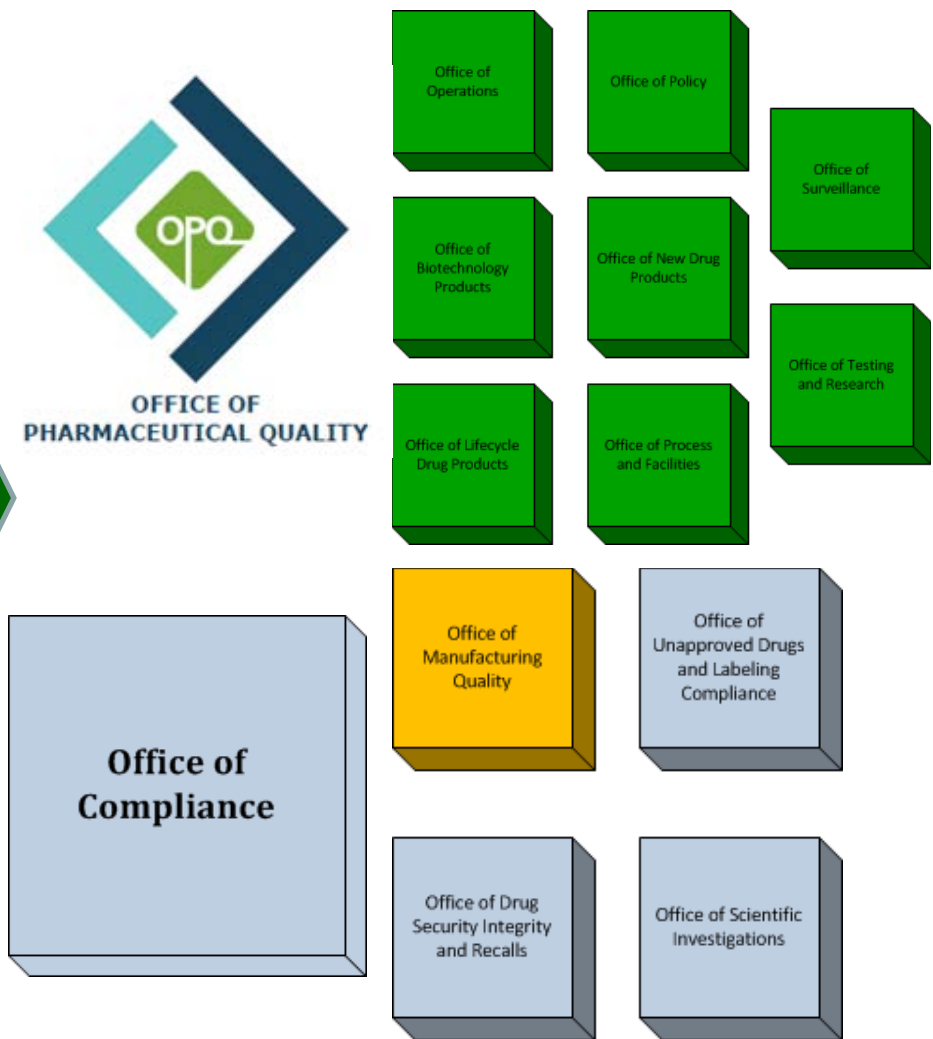 OPQ
OFFICE OF
PHARMACEUTICAL QUALITY
Office of
Operations
Office of Policy
Office of
Surveillance
Office of
Biotechnology
Products
Office of New Drug
Products
Office of Testing
and Research
Office of Lifecycle
Drug Products
Office of Process
and Facilities
Office of
Compliance
Office of
Manufacturing
Quality
Office of
Unapproved Drugs
and Labeling
Compliance
Office of Drug
Security Integrity
and Recalls
Office of Scientific
Investigations